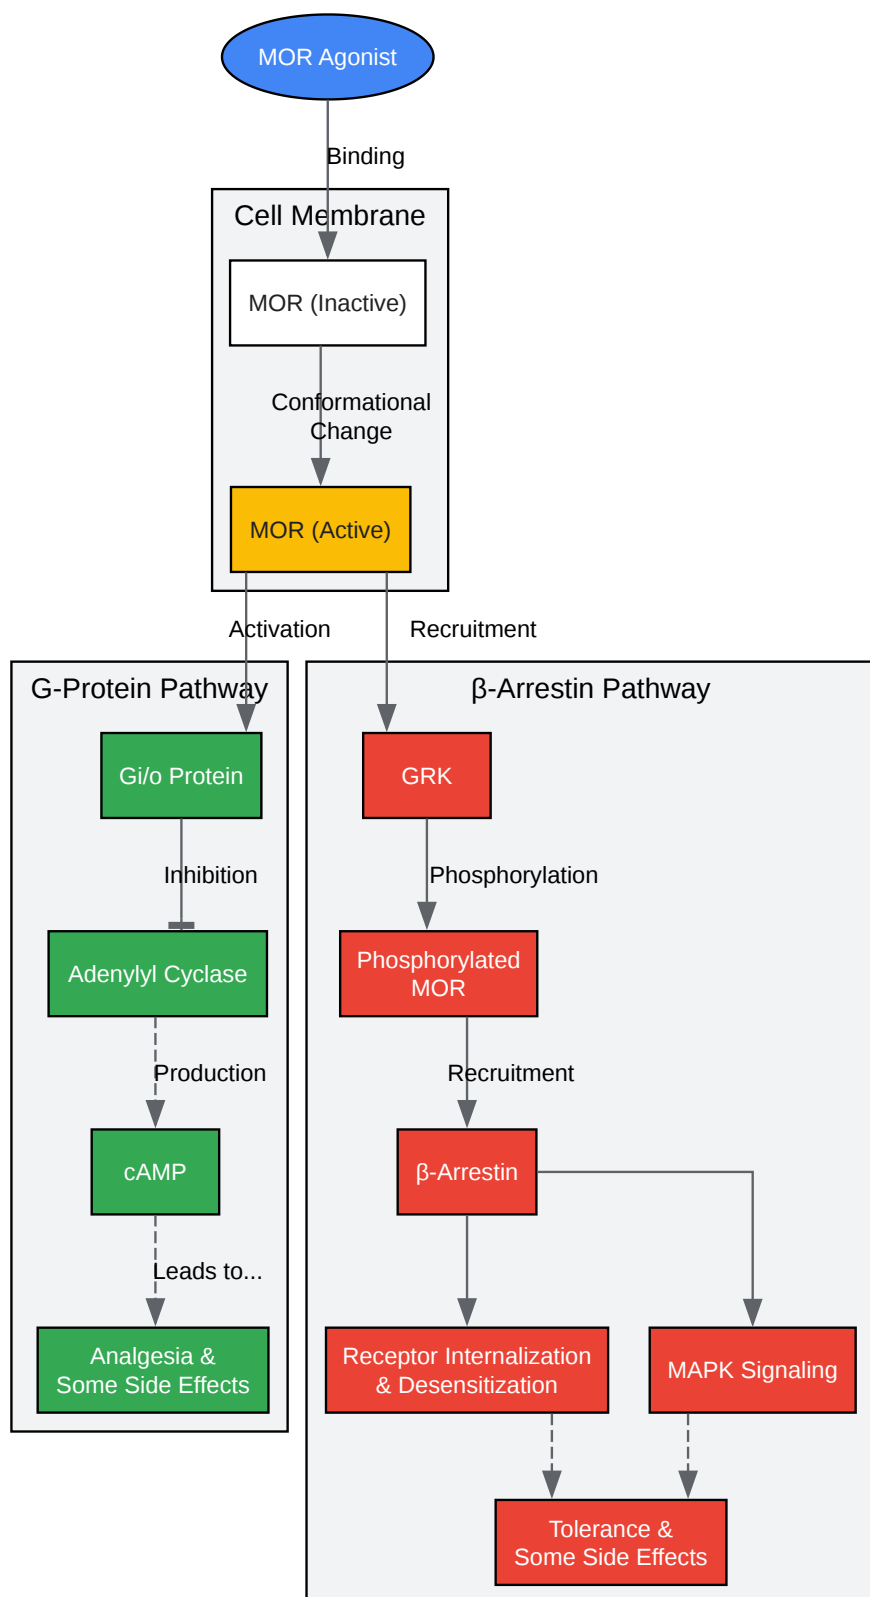 MOR Agonist
Binding
Cell Membrane
MOR (Inactive)
Conformational
Change
MOR (Active)
Activation
Recruitment
G-Protein Pathway
β-Arrestin Pathway
Gi/o Protein
GRK
Inhibition
Phosphorylation
Adenylyl Cyclase
Phosphorylated
MOR
Production
Recruitment
cAMP
β-Arrestin
Leads to...
Analgesia &
Some Side Effects
Receptor Internalization
& Desensitization
MAPK Signaling
Tolerance &
Some Side Effects